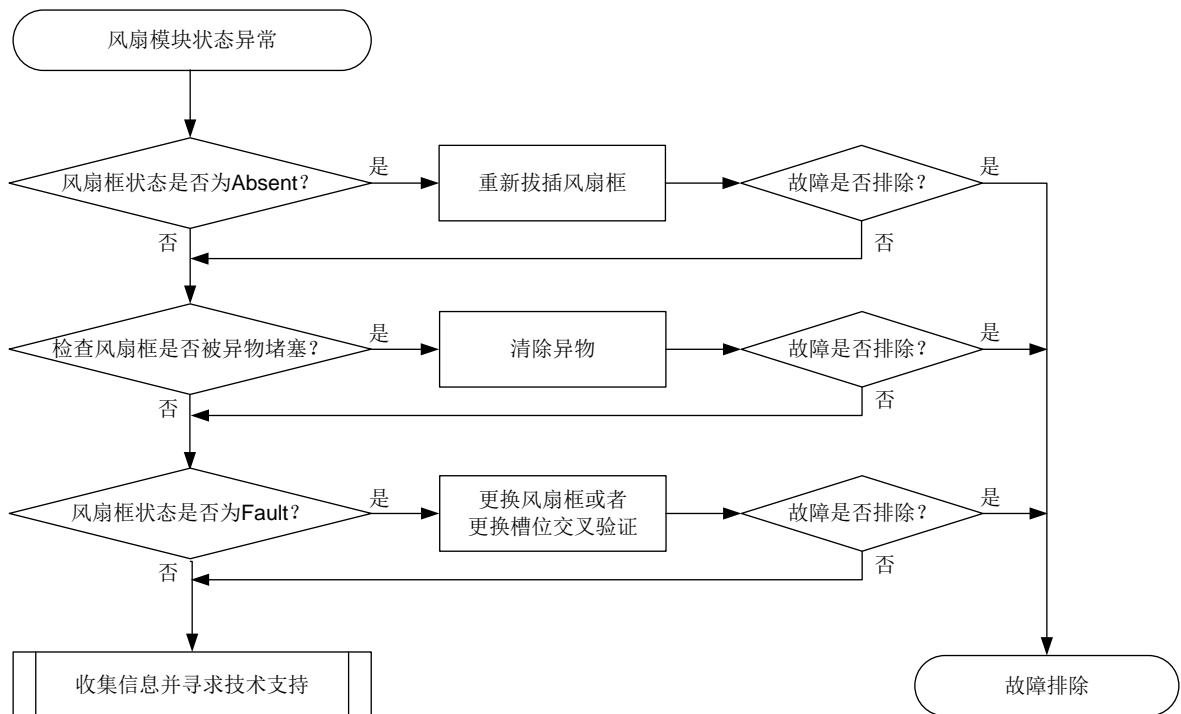 风扇模块状态异常
风扇框状态是否为Absent？
是
重新拔插风扇框
故障是否排除？
是
否
否
检查风扇框是否被异物堵塞？
是
清除异物
故障是否排除？
是
否
否
风扇框状态是否为Fault？
是
更换风扇框或者
更换槽位交叉验证
故障是否排除？
是
否
否
收集信息并寻求技术支持
故障排除